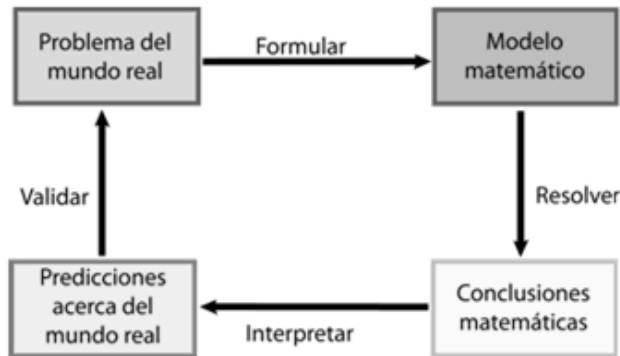 Problema del
mundo real
Formular
Modelo
matemático
Validar
Resolver
Predicciones
acerca del
mundo real
Interpretar
Conclusiones
matemáticas